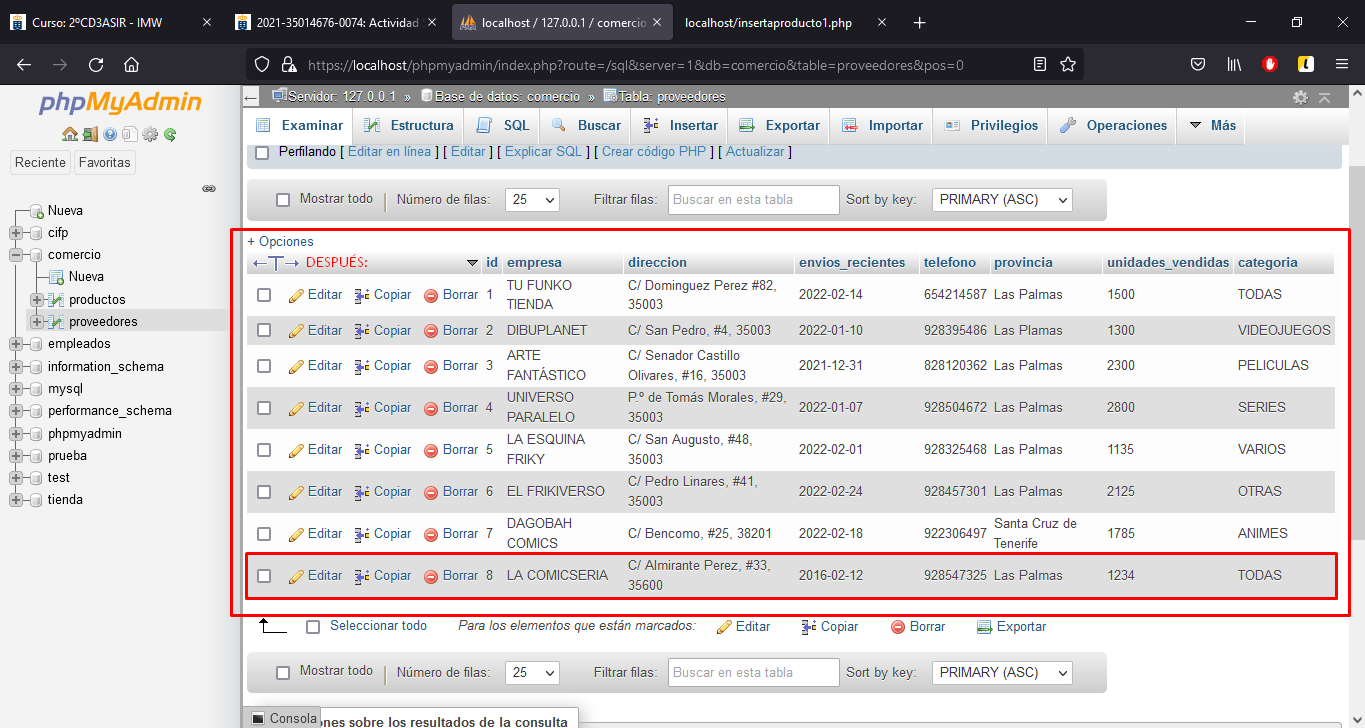 Curso: 2ºCD3ASIR - IMW
2021-35014676-0074: Actividad
localhost / 127.0.0.1 / comercio
localhost/insertaproducto1.php
https://localhost/phpmyadmin/index.php?route=/sql&server=1&db=comercio&table=proveedores&pos=0
phpMyAdmin
Reciente Favoritas
Nueva
cifp
comercio
Nueva
productos
proveedores
empleados
information_schema
mysql
performance_schema
phpmyadmin
prueba
test
tienda
Servidor: 127.0.0.1 » Base de datos: comercio » Tabla: proveedores
Examinar Estructura SQL Buscar Insertar Exportar Importar Privilegios Operaciones Más
Perfilando [ Editar en línea ] [ Editar ] [ Explicar SQL ] [ Crear código PHP ] [ Actualizar ]
Mostrar todo | Número de filas: 25 Filtrar filas: Buscar en esta tabla Sort by key: PRIMARY (ASC)
+ Opciones
←T→ DESPUÉS: id empresa direccion envios_recientes telefono provincia unidades_vendidas categoria
Editar Copiar Borrar 1 TU FUNKO TIENDA C/ Dominguez Perez #82, 35003 2022-02-14 654214587 Las Palmas 1500 TODAS
Editar Copiar Borrar 2 DIBUPLANET C/ San Pedro, #4, 35003 2022-01-10 928395486 Las Plamas 1300 VIDEOJUEGOS
Editar Copiar Borrar 3 ARTE FANTÁSTICO C/ Senador Castillo Olivares, #16, 35003 2021-12-31 828120362 Las Palmas 2300 PELICULAS
Editar Copiar Borrar 4 UNIVERSO PARALELO P.º de Tomás Morales, #29, 35003 2022-01-07 928504672 Las Palmas 2800 SERIES
Editar Copiar Borrar 5 LA ESQUINA FRIKY C/ San Augusto, #48, 35003 2022-02-01 928325468 Las Palmas 1135 VARIOS
Editar Copiar Borrar 6 EL FRIKIVERSO C/ Pedro Linares, #41, 35003 2022-02-24 928457301 Las Palmas 2125 OTRAS
Editar Copiar Borrar 7 DAGOBAH COMICS C/ Bencomo, #25, 38201 2022-02-18 922306497 Santa Cruz de Tenerife 1785 ANIMES
Editar Copiar Borrar 8 LA COMICSERIA C/ Almirante Perez, #33, 35600 2016-02-12 928547325 Las Palmas 1234 TODAS
Seleccionar todo Para los elementos que están marcados: Editar Copiar Borrar Exportar
Mostrar todo | Número de filas: 25 Filtrar filas: Buscar en esta tabla Sort by key: PRIMARY (ASC)
Consola
nes sobre los resultados de la consulta